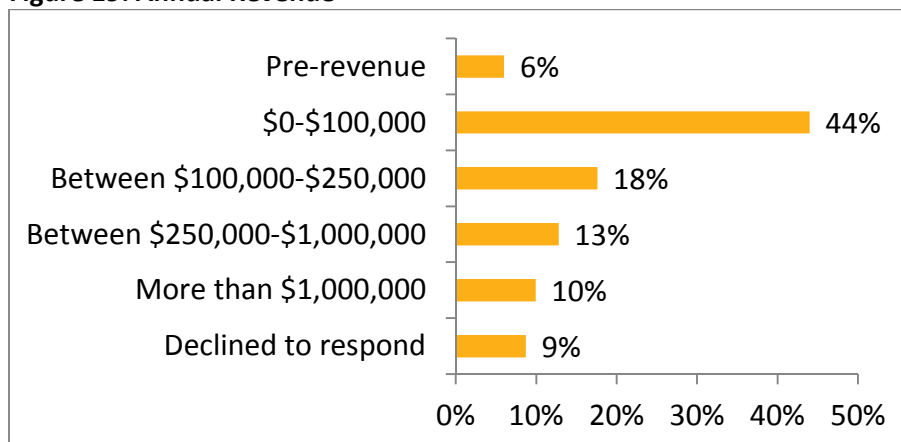 Pre-revenue 6%
$0-$100,000 44%
Between $100,000-$250,000 18%
Between $250,000-$1,000,000 13%
More than $1,000,000 10%
Declined to respond 9%
0% 10% 20% 30% 40% 50%